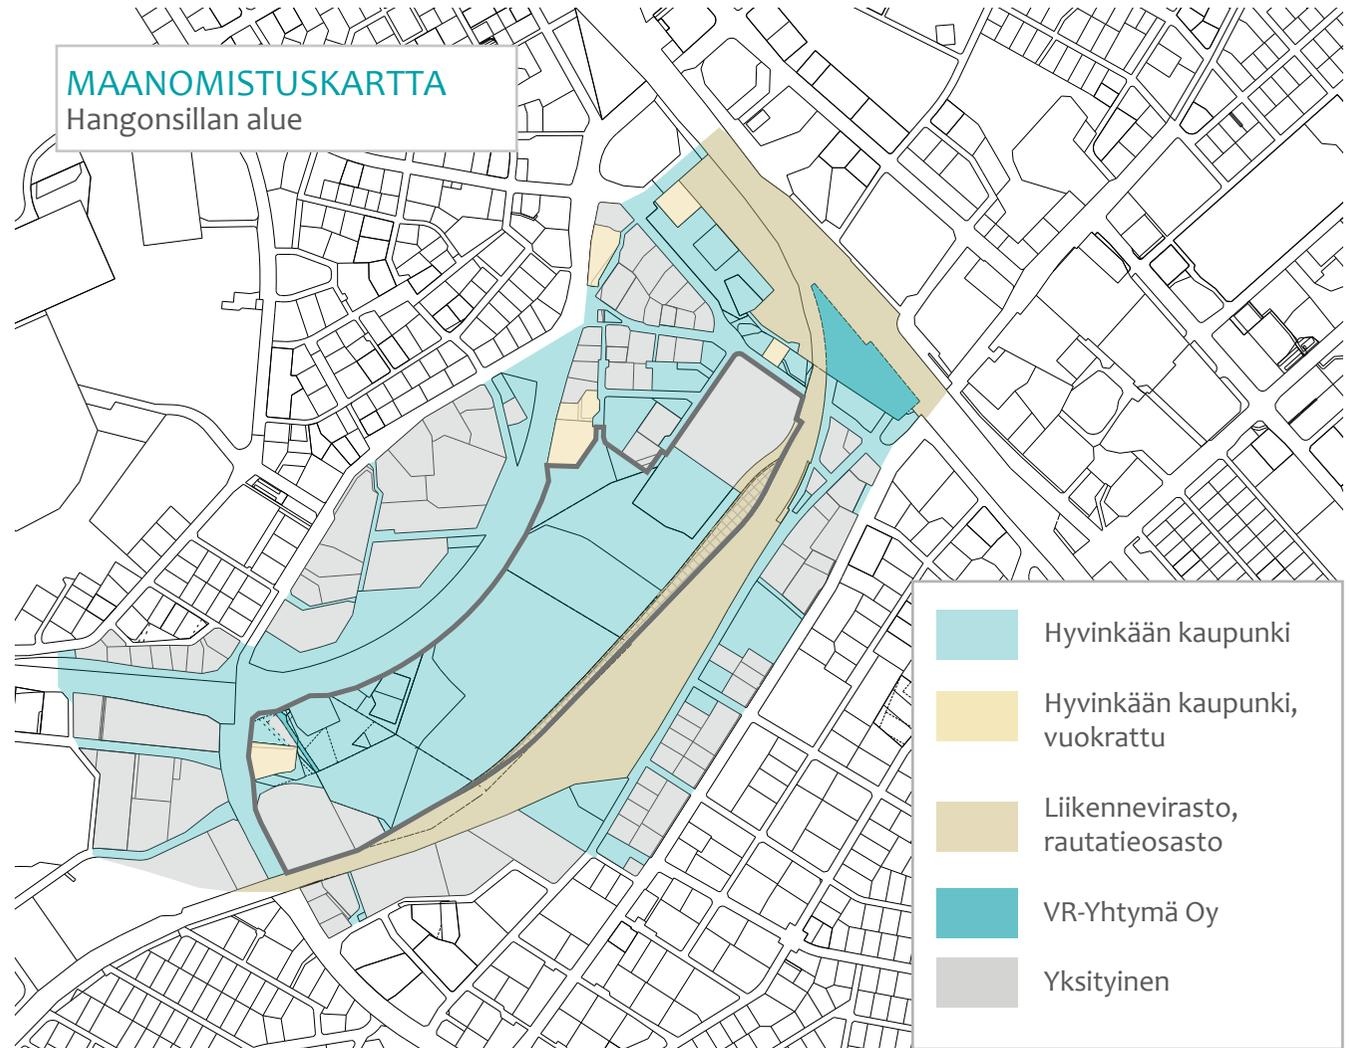 MAANOMISTUSKARTTA
Hangonsillan alue
Hyvinkään kaupunki
Hyvinkään kaupunki,
vuokrattu
Liikennevirasto,
rautatieosasto
VR-Yhtymä Oy
Yksityinen